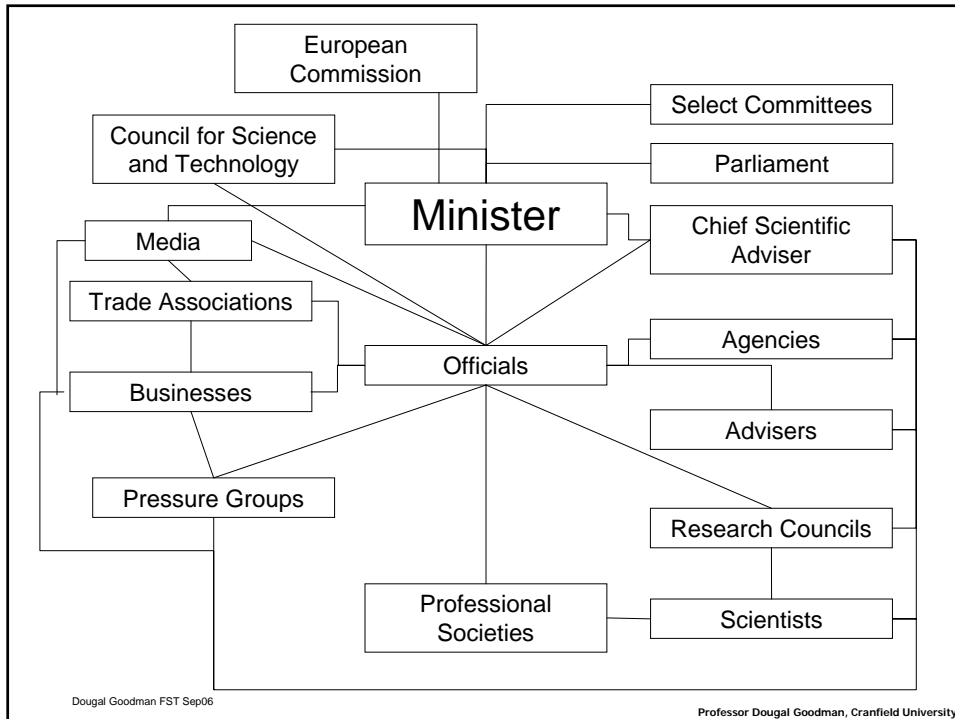 European
Commission
Select Committees
Council for Science
and Technology
Parliament
Minister
Chief Scientific
Adviser
Media
Trade Associations
Agencies
Officials
Businesses
Advisers
Pressure Groups
Research Councils
Professional
Societies
Scientists
Dougal Goodman FST Sep06
Professor Dougal Goodman, Cranfield University